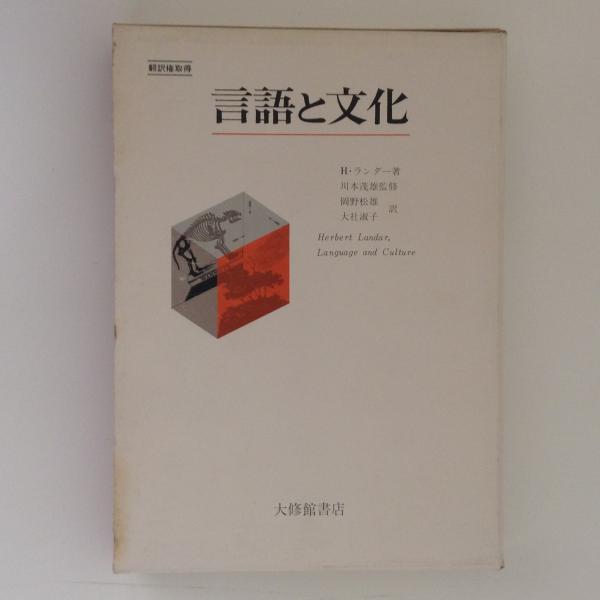 翻訳権取得
言語と文化
H・ランダー著
川本茂雄監修
岡野松雄
大社淑子 訳
Herbert Landar,
Language and Culture
大修館書店